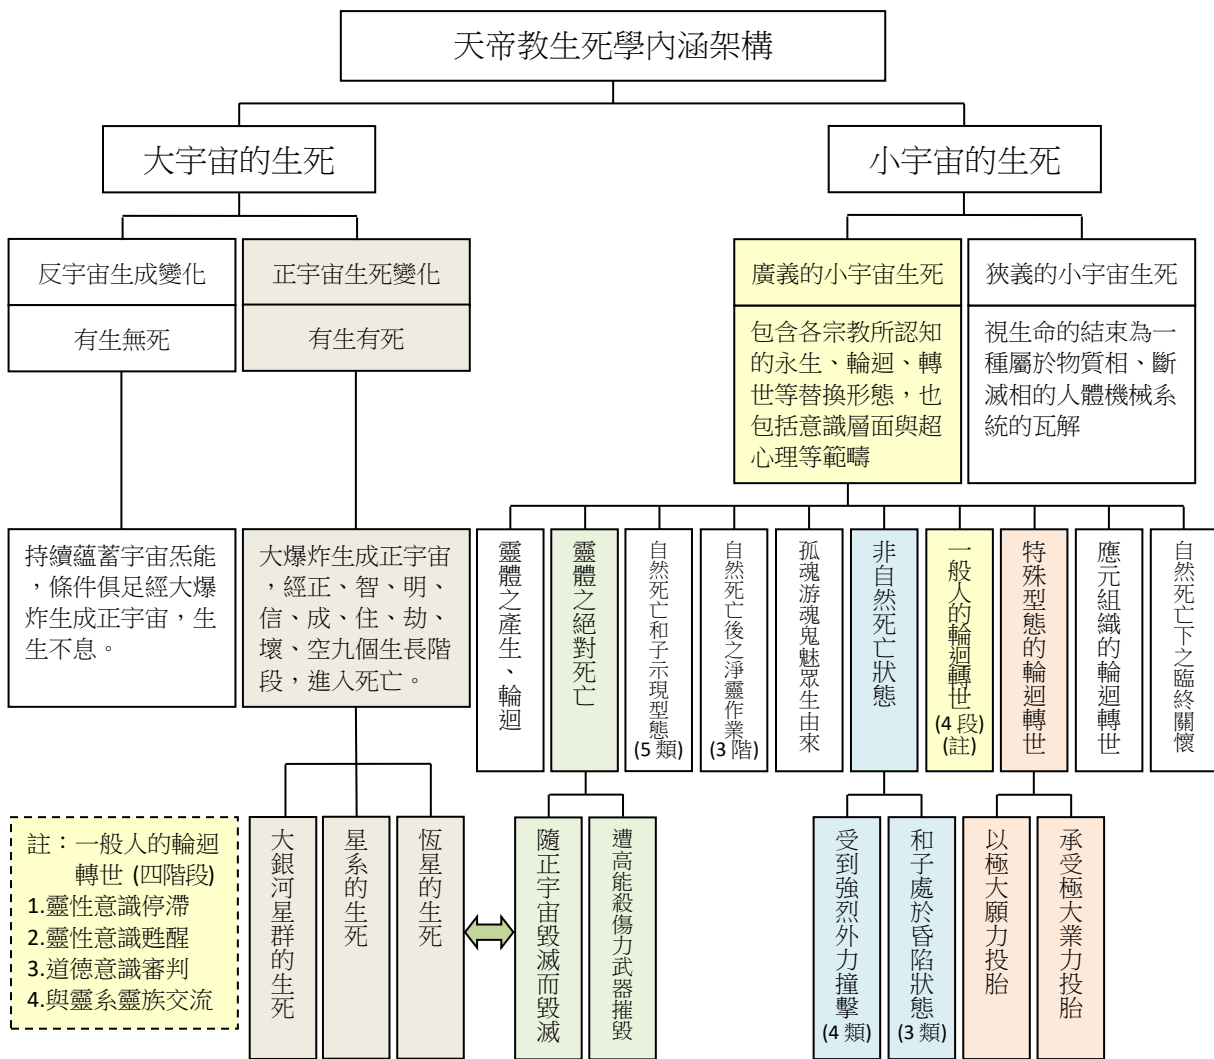 天帝教生死學內涵架構
大宇宙的生死
小宇宙的生死
反宇宙生成變化
正宇宙生死變化
有生無死
有生有死
廣義的小宇宙生死
狹義的小宇宙生死
包含各宗教所認知
的永生、輪迴、轉
世等替換形態，也
包括意識層面與超
心理等範疇
視生命的結束為一
種屬於物質相、斷
滅相的人體機械系
統的瓦解
持續蘊蓄宇宙炁能
，條件俱足經大爆
炸生成正宇宙，生
生不息。
大爆炸生成正宇宙
，經正、智、明、
信、成、住、劫、
壞、空九個生長階
段，進入死亡。
靈體之產生、輪迴
靈體之絕對死亡
自然死亡和子示現型態
(5 類)
自然死亡後之淨靈作業
(3 階)
孤魂游魂鬼魅眾生由來
非自然死亡狀態
一般人的輪迴轉世
(4 段)
(註)
特殊型態的輪迴轉世
應元組織的輪迴轉世
自然死亡下之臨終關懷
註：一般人的輪迴
轉世 (四階段)
1.靈性意識停滯
2.靈性意識甦醒
3.道德意識審判
4.與靈系靈族交流
大銀河星群的生死
星系的生死
恆星的生死
隨正宇宙毀滅而毀滅
遭高能殺傷力武器摧毀
受到強烈外力撞擊
(4 類)
和子處於昏陷狀態
(3 類)
以極大願力投胎
承受極大業力投胎